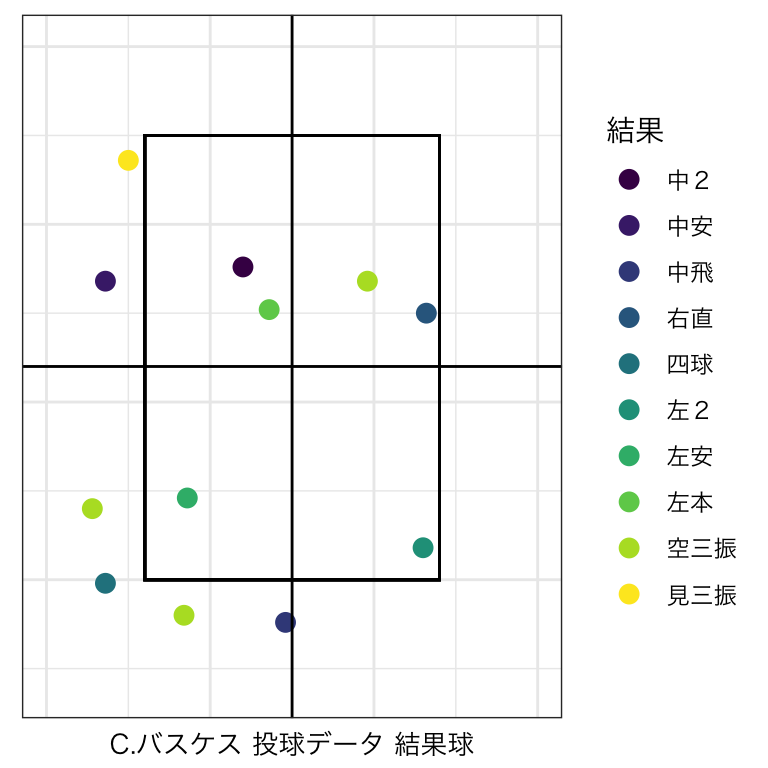 結果
中２
中安
中飛
右直
四球
左２
左安
左本
空三振
見三振
C.バスケス 投球データ 結果球